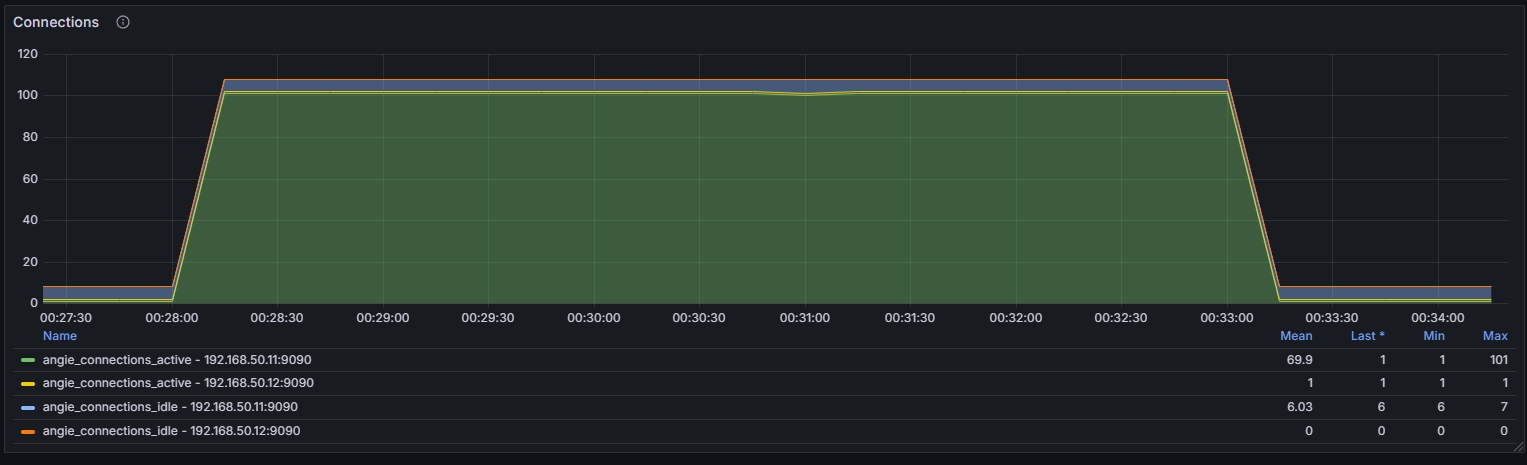 Connections
120
100
80
60
40
20
0
00:27:30 00:28:00 00:28:30 00:29:00 00:29:30 00:30:00 00:30:30 00:31:00 00:31:30 00:32:00 00:32:30 00:33:00 00:33:30 00:34:00
Name Mean Last * Min Max
angie_connections_active - 192.168.50.11:9090 69.9 1 1 101
angie_connections_active - 192.168.50.12:9090 1 1 1 1
angie_connections_idle - 192.168.50.11:9090 6.03 6 6 7
angie_connections_idle - 192.168.50.12:9090 0 0 0 0